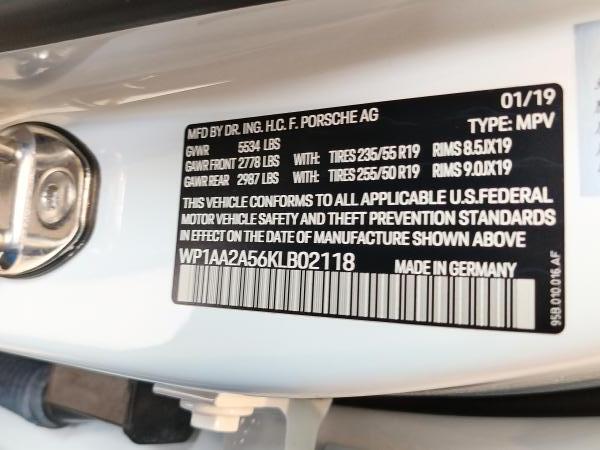 01/19
MFD BY DR. ING. H.C. F. PORSCHE AG TYPE: MPV
GVWR 5534 LBS
GAWR FRONT 2778 LBS WITH: TIRES 235/55 R19 RIMS 8.5JX19
GAWR REAR 2987 LBS WITH: TIRES 255/50 R19 RIMS 9.0JX19
THIS VEHICLE CONFORMS TO ALL APPLICABLE U.S.FEDERAL
MOTOR VEHICLE SAFETY AND THEFT PREVENTION STANDARDS
IN EFFECT ON THE DATE OF MANUFACTURE SHOWN ABOVE
WP1AA2A56KLB02118 MADE IN GERMANY
95B.010.016.AF